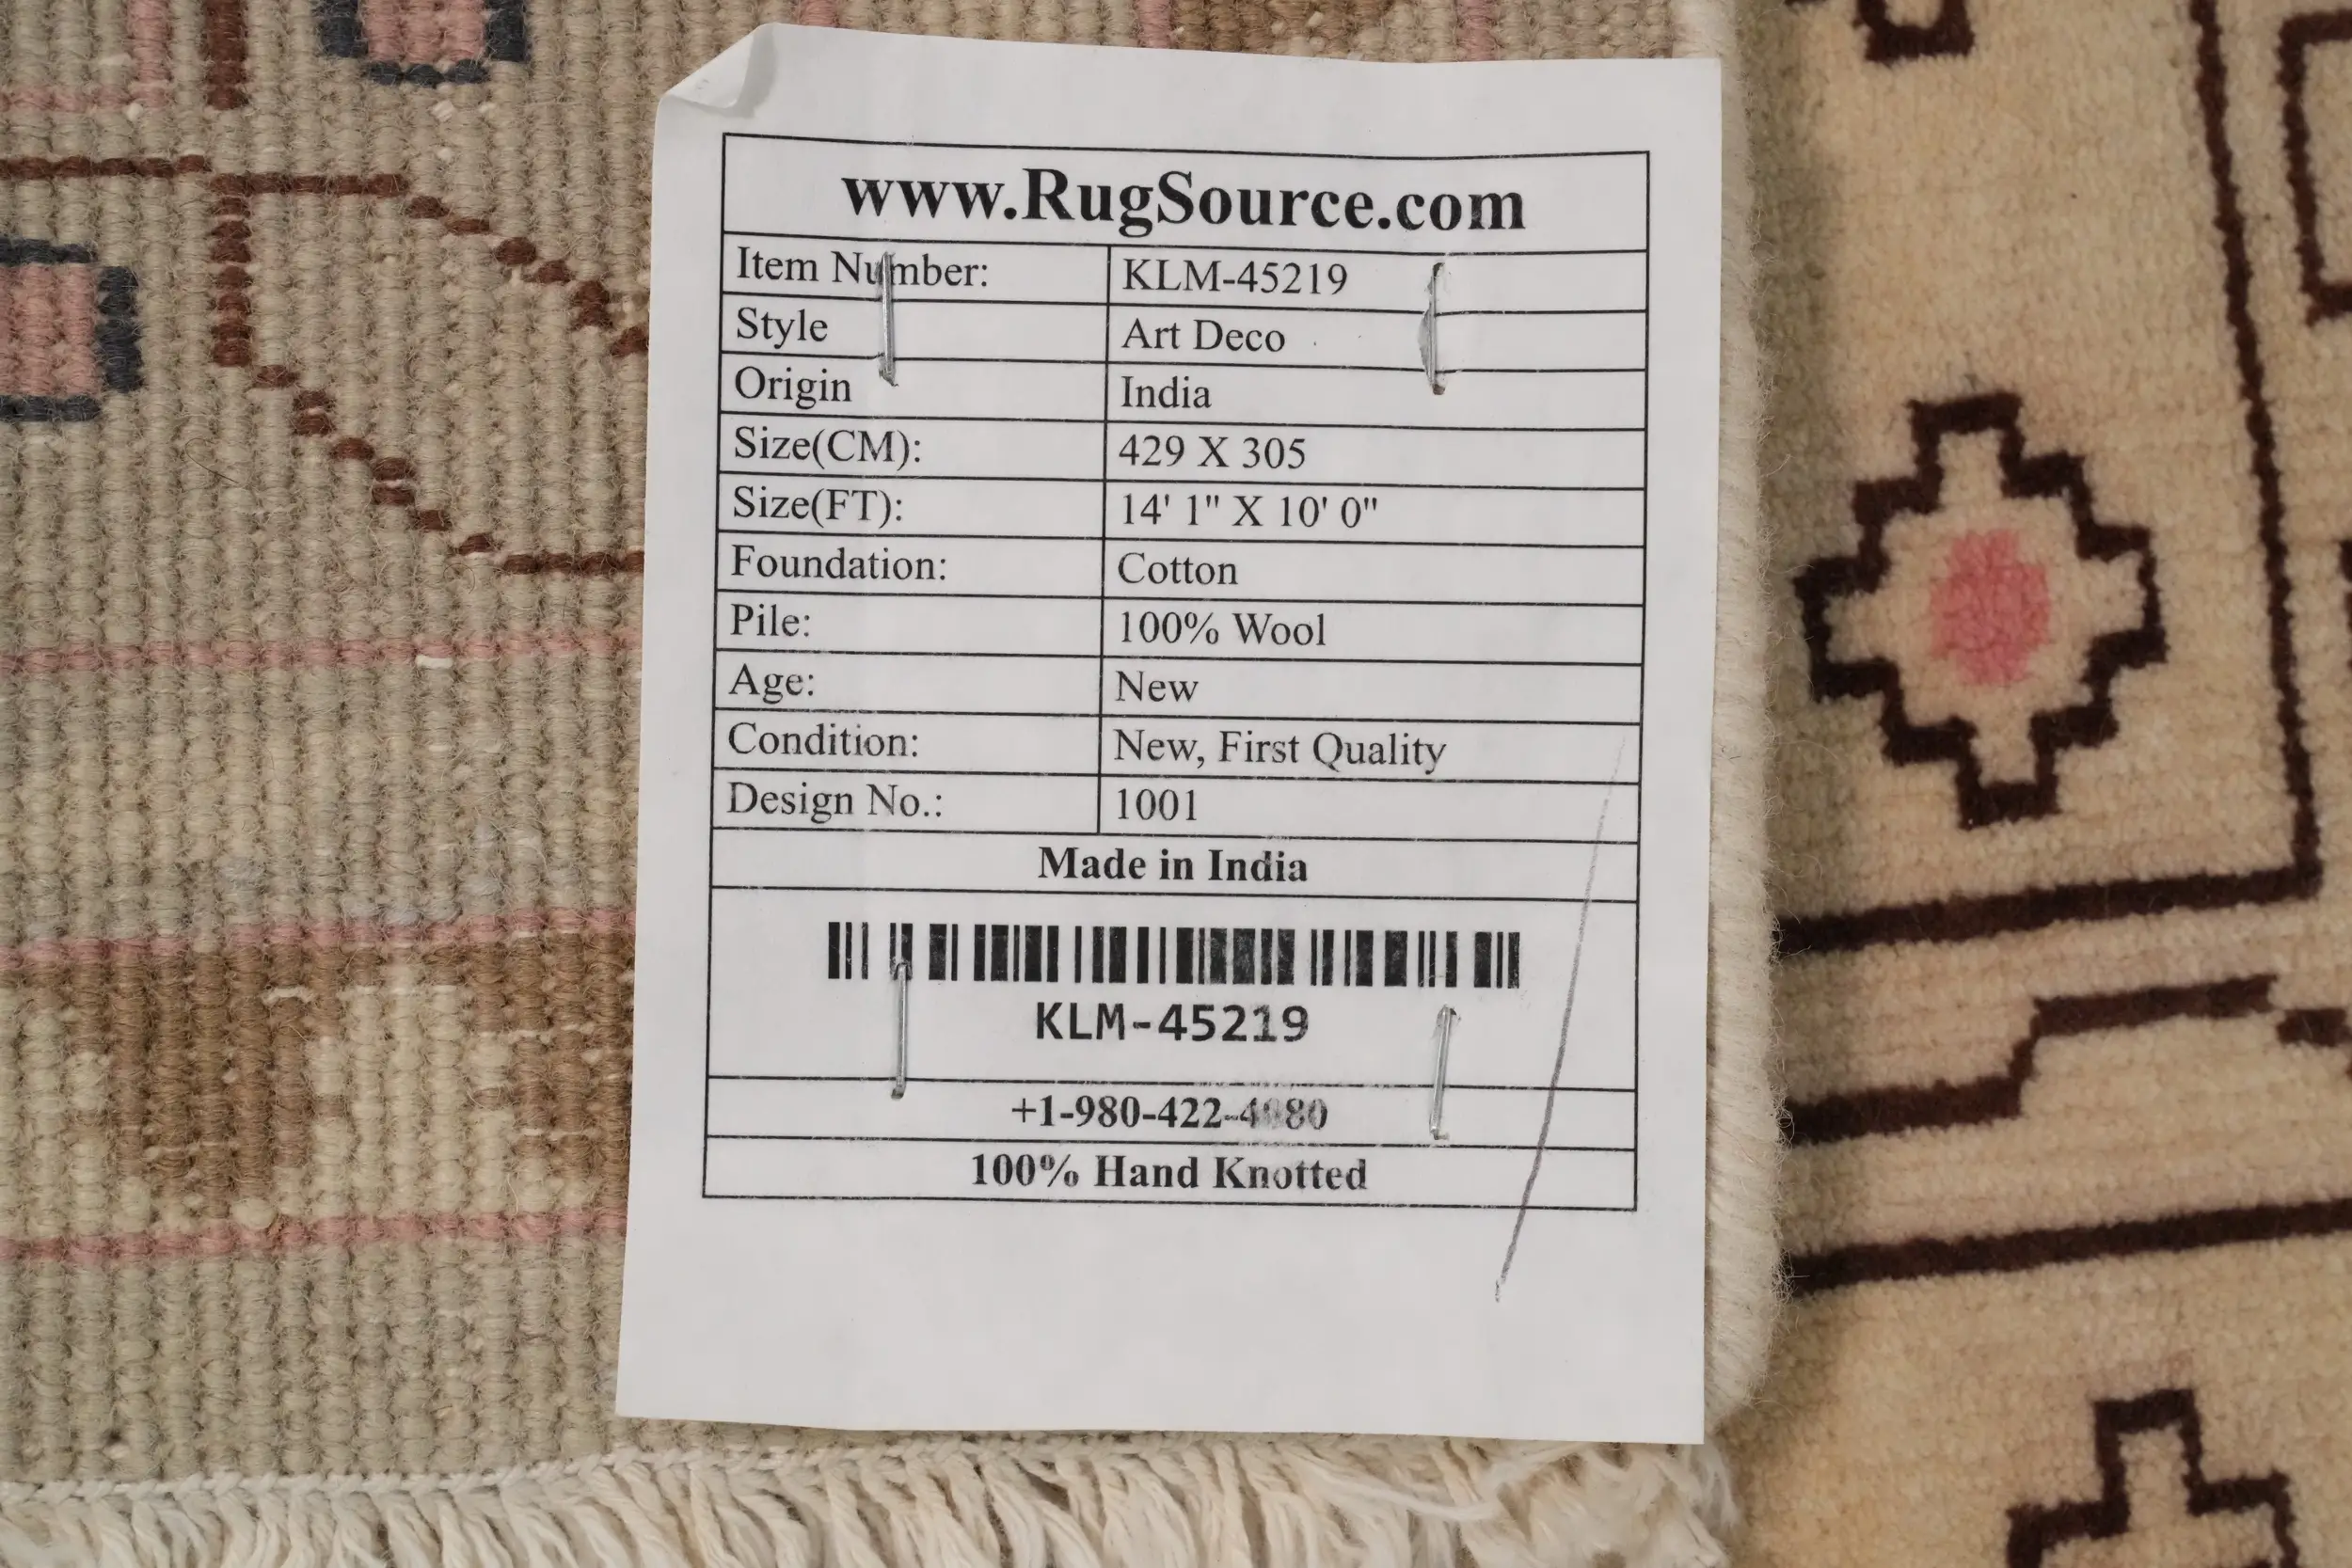 www.RugSource.com
Item Number: KLM-45219
Style Art Deco
Origin India
Size(CM): 429 X 305
Size(FT): 14' 1" X 10' 0"
Foundation: Cotton
Pile: 100% Wool
Age: New
Condition: New, First Quality
Design No.: 1001
Made in India
KLM-45219
100% Hand Knotted